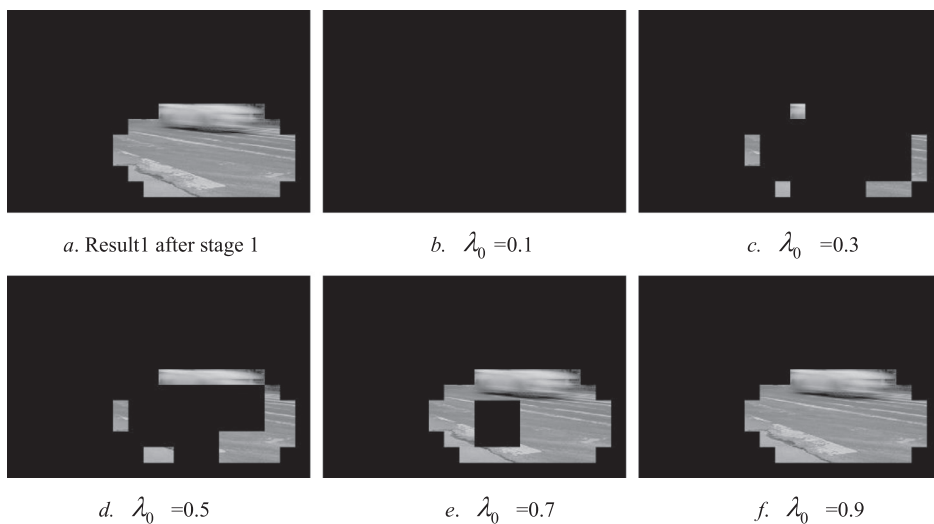 a. Result1 after stage 1
b. λ₀ =0.1
c. λ₀ =0.3
d. λ₀ =0.5
e. λ₀ =0.7
f. λ₀ =0.9